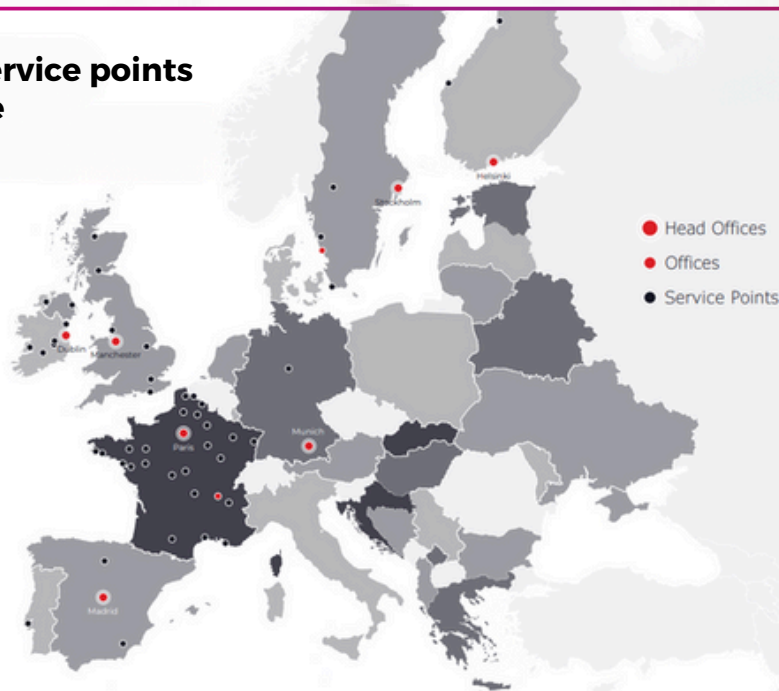 ervice points
e
Helsinki
Stockholm
Head Offices
Offices
Service Points
Dublin
Manchester
Munich
Paris
Madrid